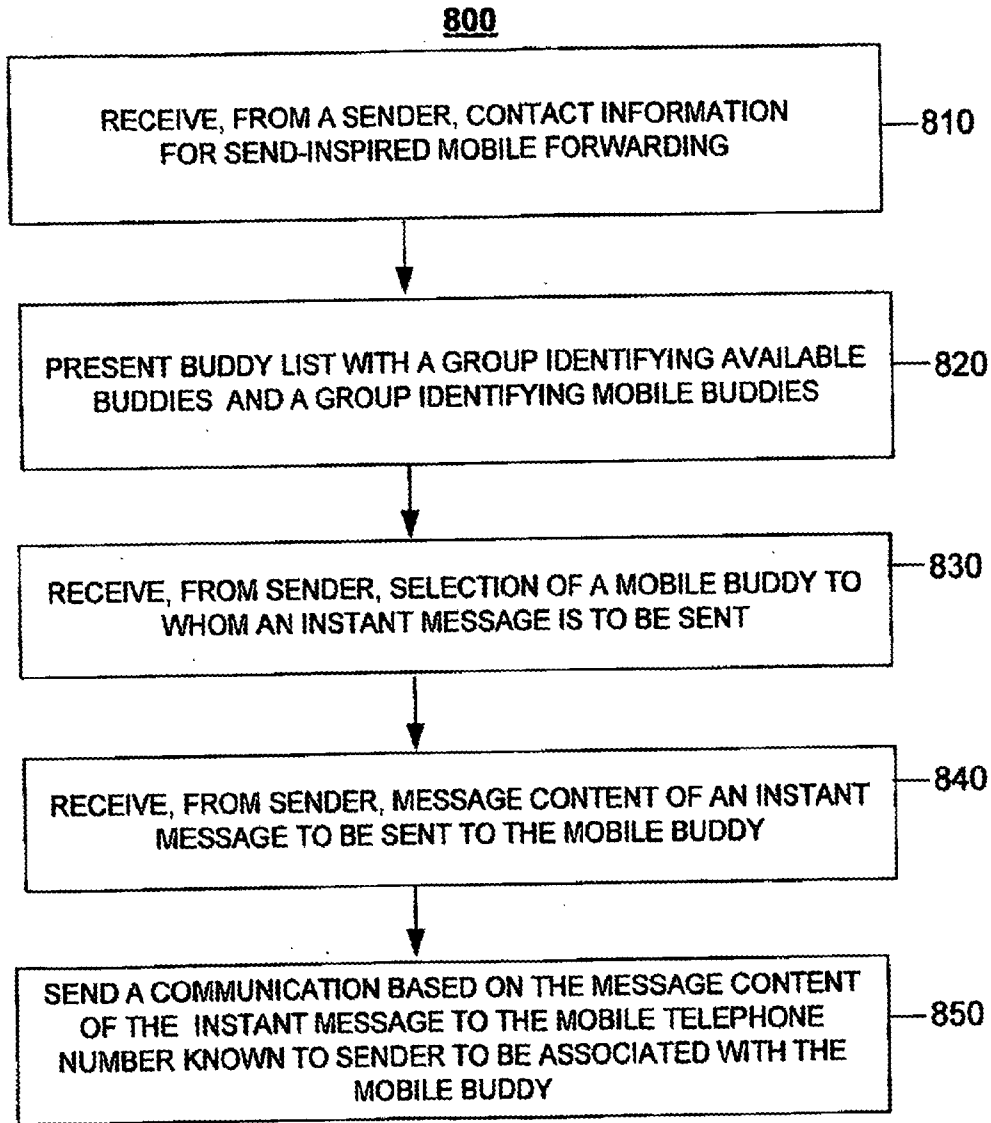 800
RECEIVE, FROM A SENDER, CONTACT INFORMATION
FOR SEND-INSPIRED MOBILE FORWARDING
810
PRESENT BUDDY LIST WITH A GROUP IDENTIFYING AVAILABLE
BUDDIES AND A GROUP IDENTIFYING MOBILE BUDDIES
820
RECEIVE, FROM SENDER, SELECTION OF A MOBILE BUDDY TO
WHOM AN INSTANT MESSAGE IS TO BE SENT
830
RECEIVE, FROM SENDER, MESSAGE CONTENT OF AN INSTANT
MESSAGE TO BE SENT TO THE MOBILE BUDDY
840
SEND A COMMUNICATION BASED ON THE MESSAGE CONTENT
OF THE INSTANT MESSAGE TO THE MOBILE TELEPHONE
NUMBER KNOWN TO SENDER TO BE ASSOCIATED WITH THE
MOBILE BUDDY
850